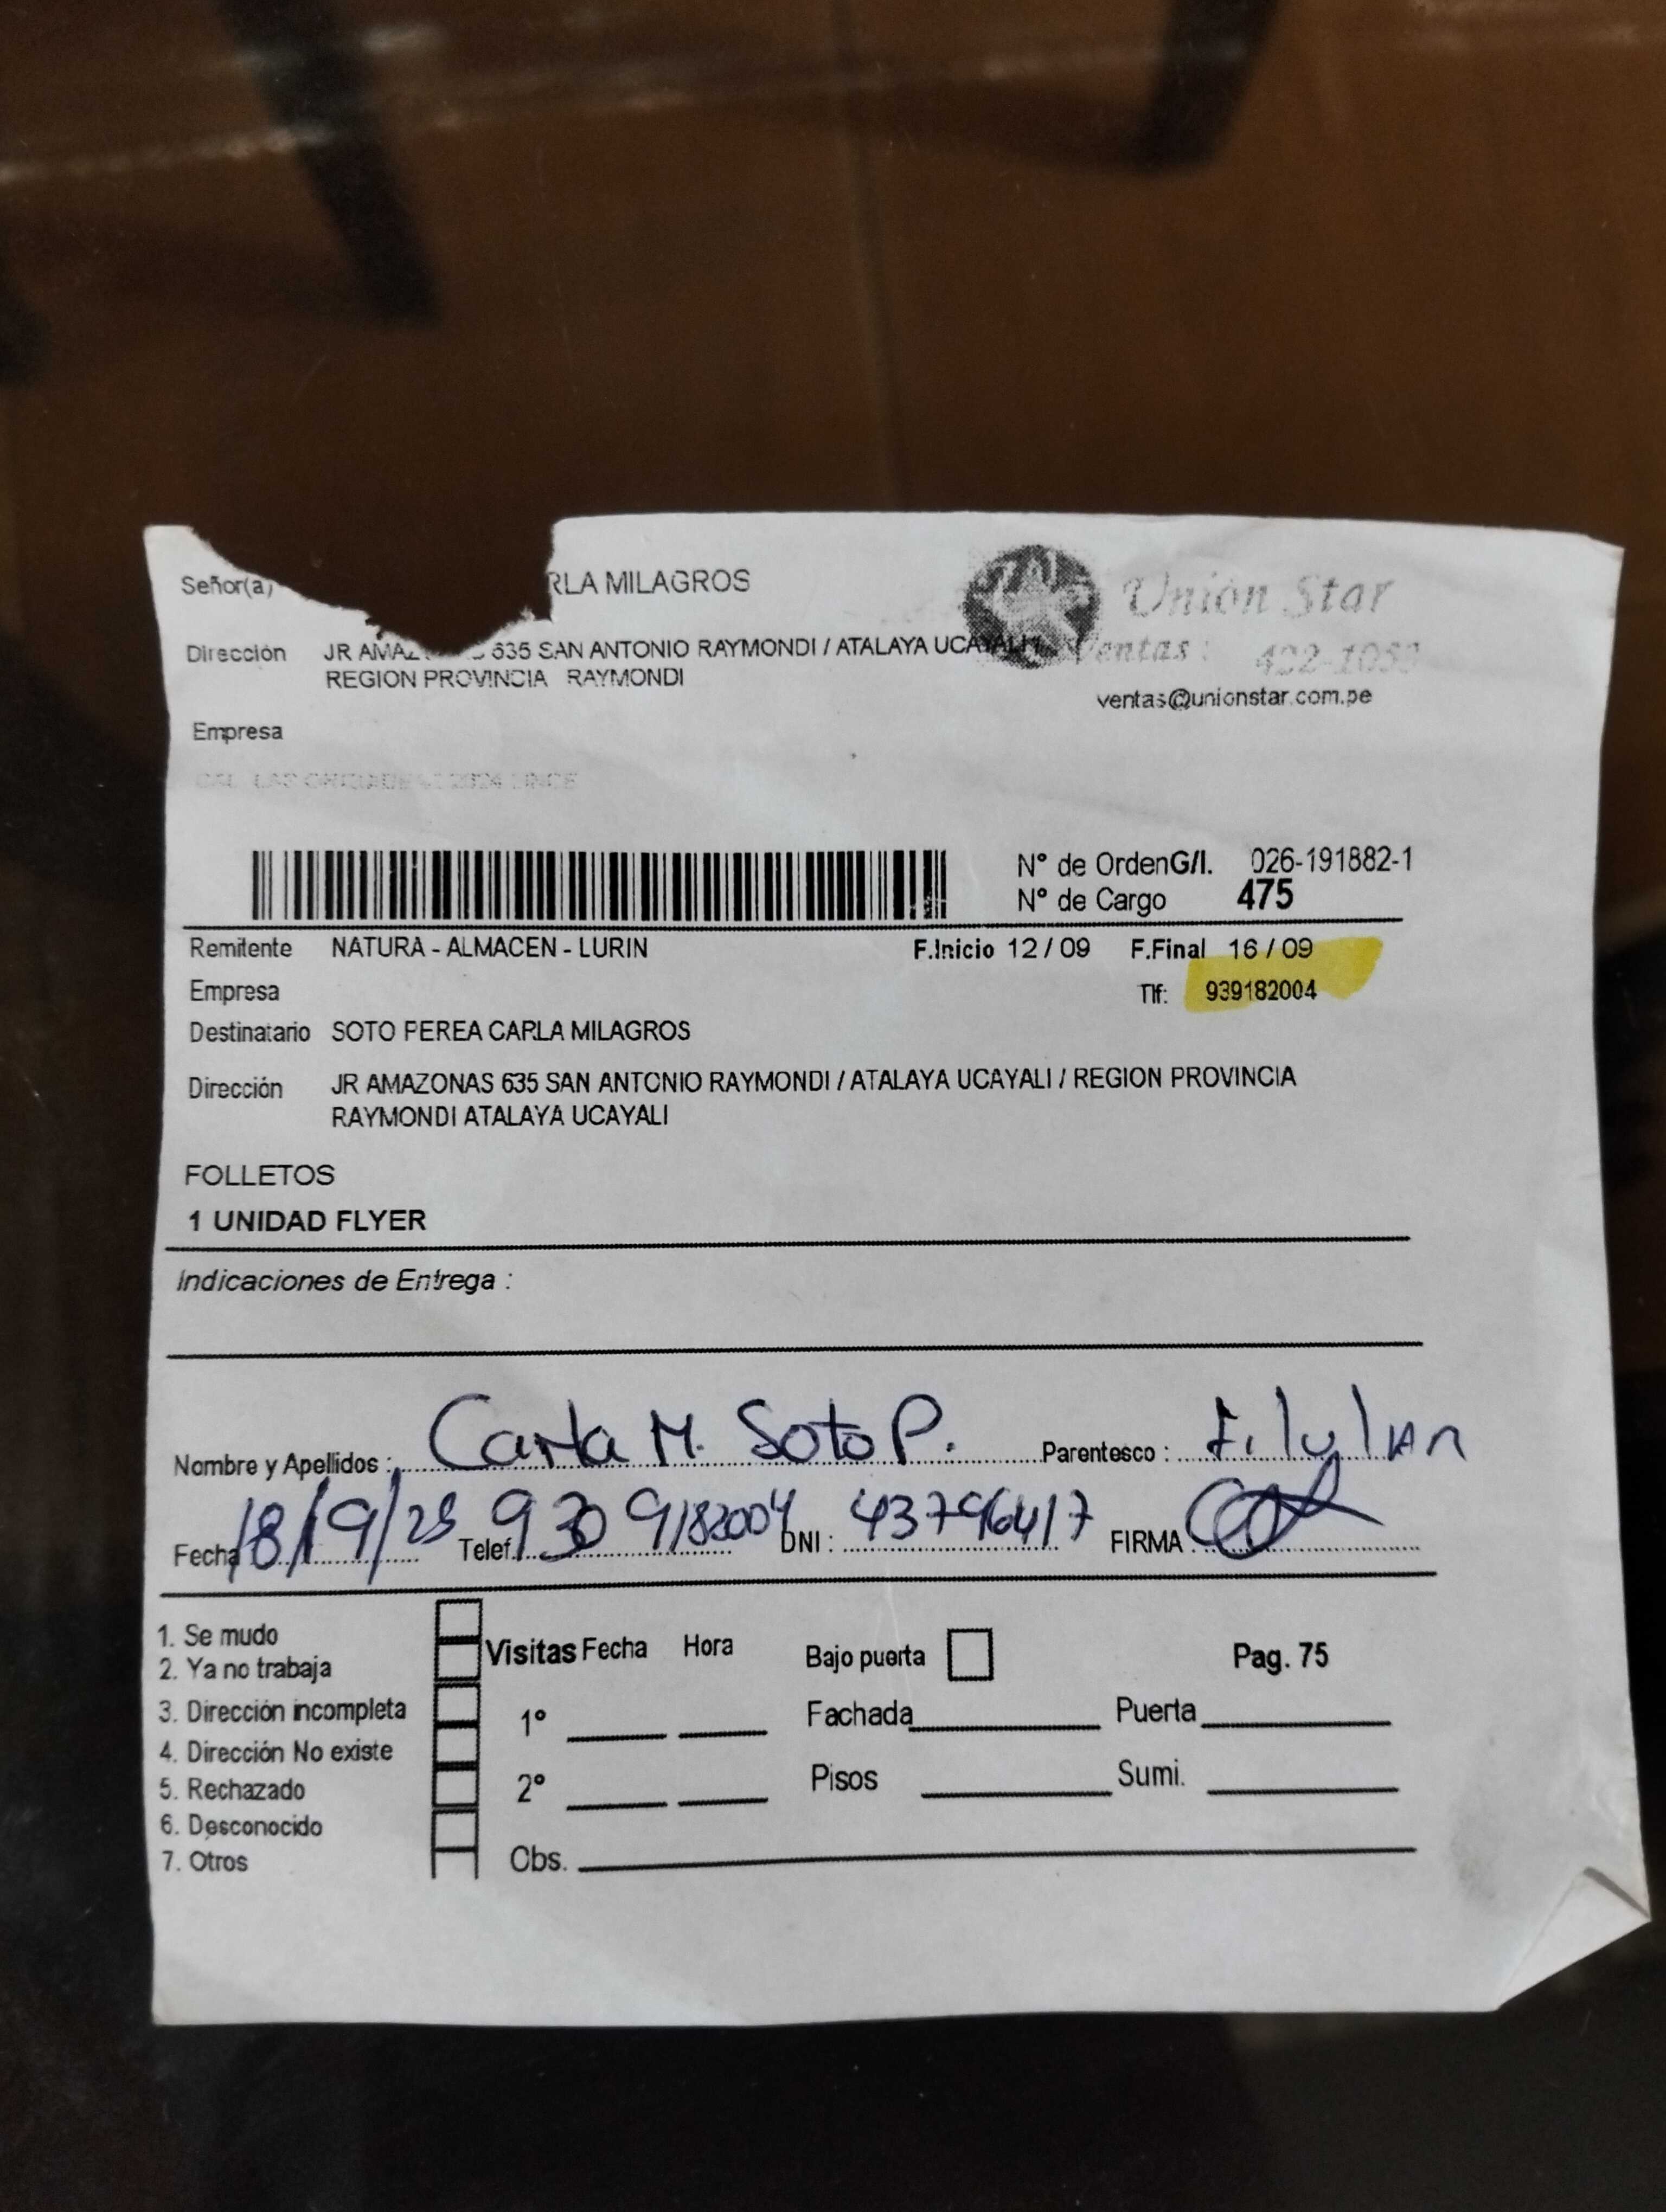 Señor(a) RLA MILAGROS
Union Star
Dirección JR AMAZ S 635 SAN ANTONIO RAYMONDI / ATALAYA UCAYALI /
REGION PROVINCIA RAYMONDI
Ventas :
ventas@unionstar.com.pe
Empresa
N° de OrdenG/I. 026-191882-1
N° de Cargo 475
Remitente NATURA - ALMACEN - LURIN F.Inicio 12 / 09 F.Final 16 / 09
Empresa Tlf: 939182004
Destinatario SOTO PEREA CARLA MILAGROS
Dirección JR AMAZONAS 635 SAN ANTONIO RAYMONDI / ATALAYA UCAYALI / REGION PROVINCIA
RAYMONDI ATALAYA UCAYALI
FOLLETOS
1 UNIDAD FLYER
Indicaciones de Entrega :
Nombre y Apellidos : Carla M. Soto P. Parentesco :
Fecha 18/9/25 Telef. 939182004 DNI : 43796417 FIRMA
1. Se mudo
2. Ya no trabaja
3. Dirección incompleta
4. Dirección No existe
5. Rechazado
6. Desconocido
7. Otros
Visitas Fecha Hora Bajo puerta Pag. 75
1° Fachada Puerta
2° Pisos Sumi.
Obs.